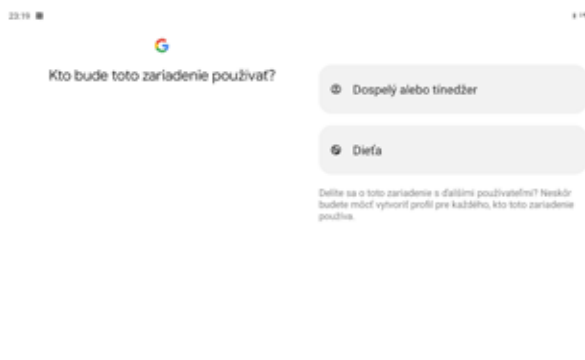 23:19
Kto bude toto zariadenie používať?
Dospelý alebo tínedžer
Dieťa
Delíte sa o toto zariadenie s ďalšími používateľmi? Neskôr
budete môcť vytvoriť profil pre každého, kto toto zariadenie
používa.